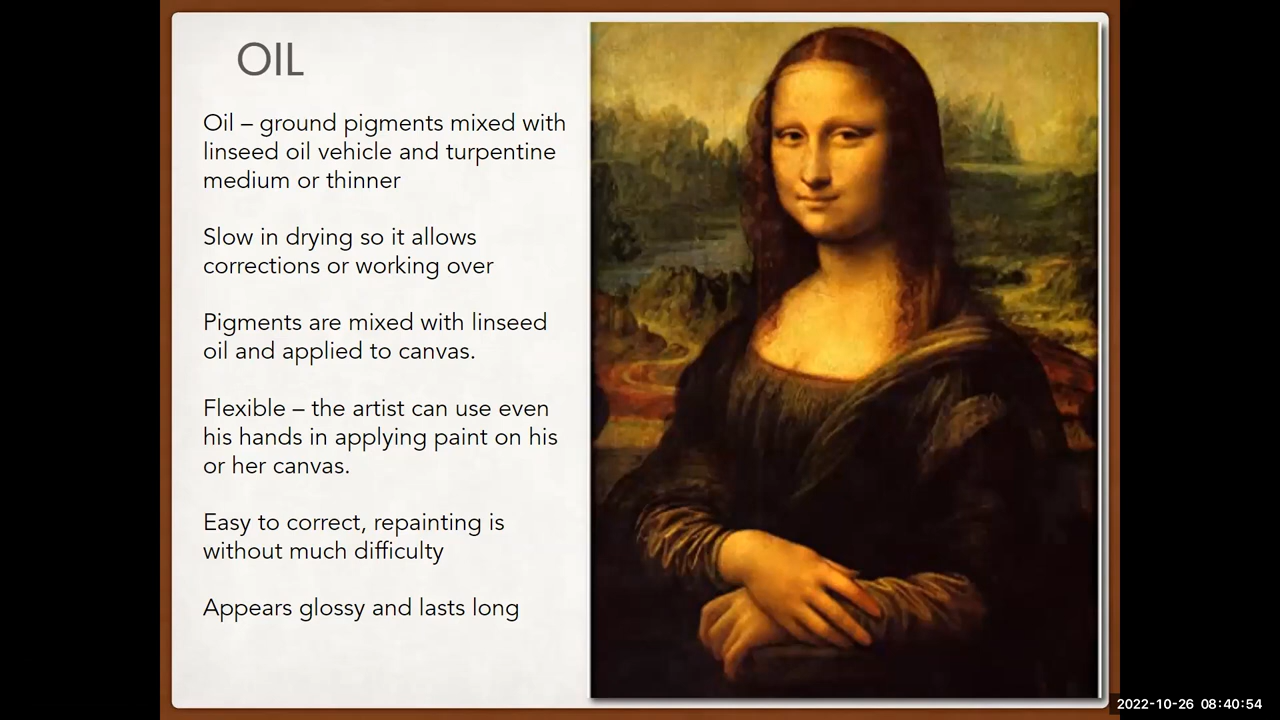 OIL
Oil – ground pigments mixed with
linseed oil vehicle and turpentine
medium or thinner
Slow in drying so it allows
corrections or working over
Pigments are mixed with linseed
oil and applied to canvas.
Flexible – the artist can use even
his hands in applying paint on his
or her canvas.
Easy to correct, repainting is
without much difficulty
Appears glossy and lasts long
2022-10-26 08:40:54